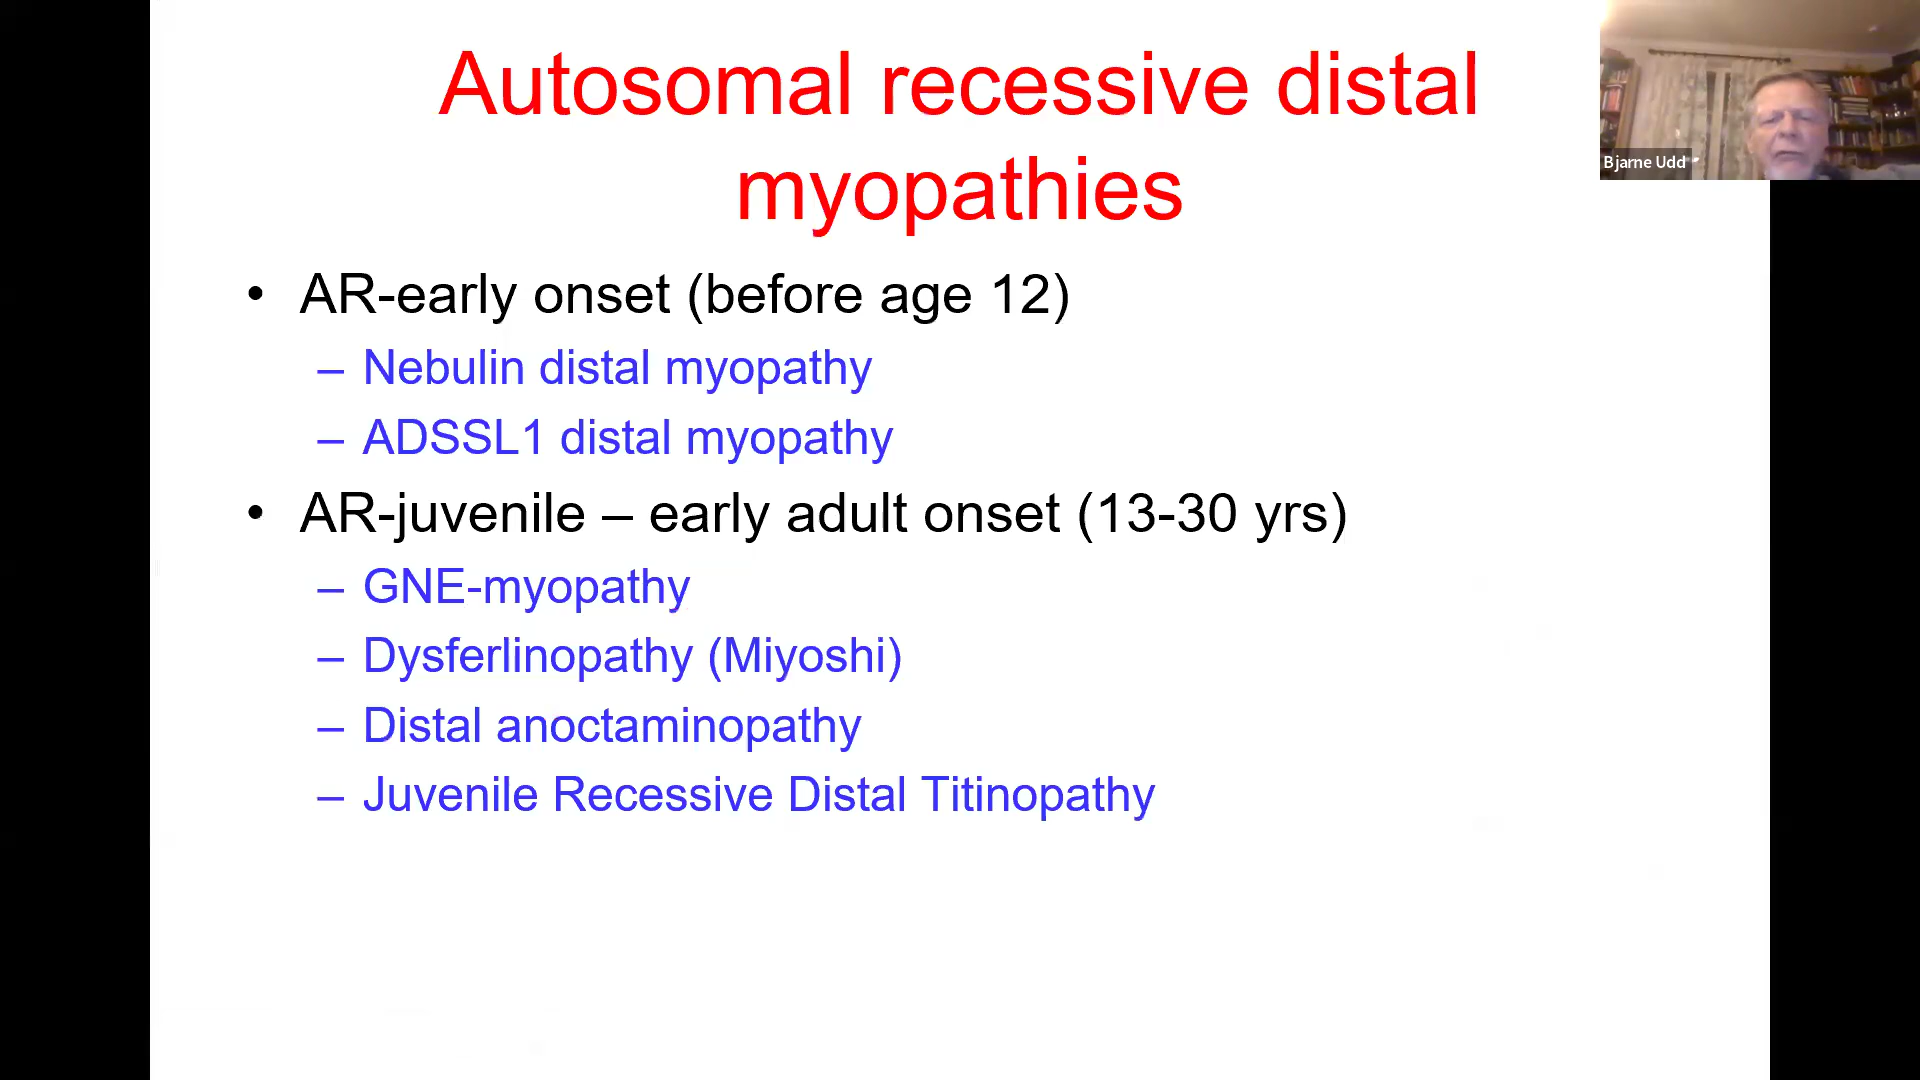 Autosomal recessive distal
myopathies
• AR-early onset (before age 12)
– Nebulin distal myopathy
– ADSSL1 distal myopathy
• AR-juvenile – early adult onset (13-30 yrs)
– GNE-myopathy
– Dysferlinopathy (Miyoshi)
– Distal anoctaminopathy
– Juvenile Recessive Distal Titinopathy
Bjarne Udd